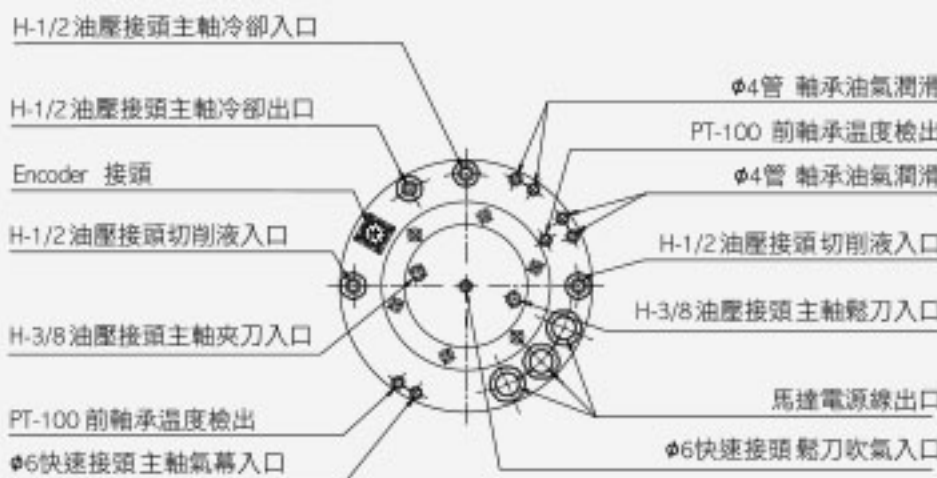 H-1/2油壓接頭主軸冷卻入口
H-1/2油壓接頭主軸冷卻出口
Encoder 接頭
H-1/2油壓接頭切削液入口
H-3/8油壓接頭主軸夾刀入口
PT-100 前軸承溫度檢出
φ6快速接頭主軸氣幕入口
φ4管 軸承油氣潤滑
PT-100 前軸承溫度檢出
φ4管 軸承油氣潤滑
H-1/2油壓接頭切削液入口
H-3/8油壓接頭主軸鬆刀入口
馬達電源線出口
φ6快速接頭鬆刀吹氣入口